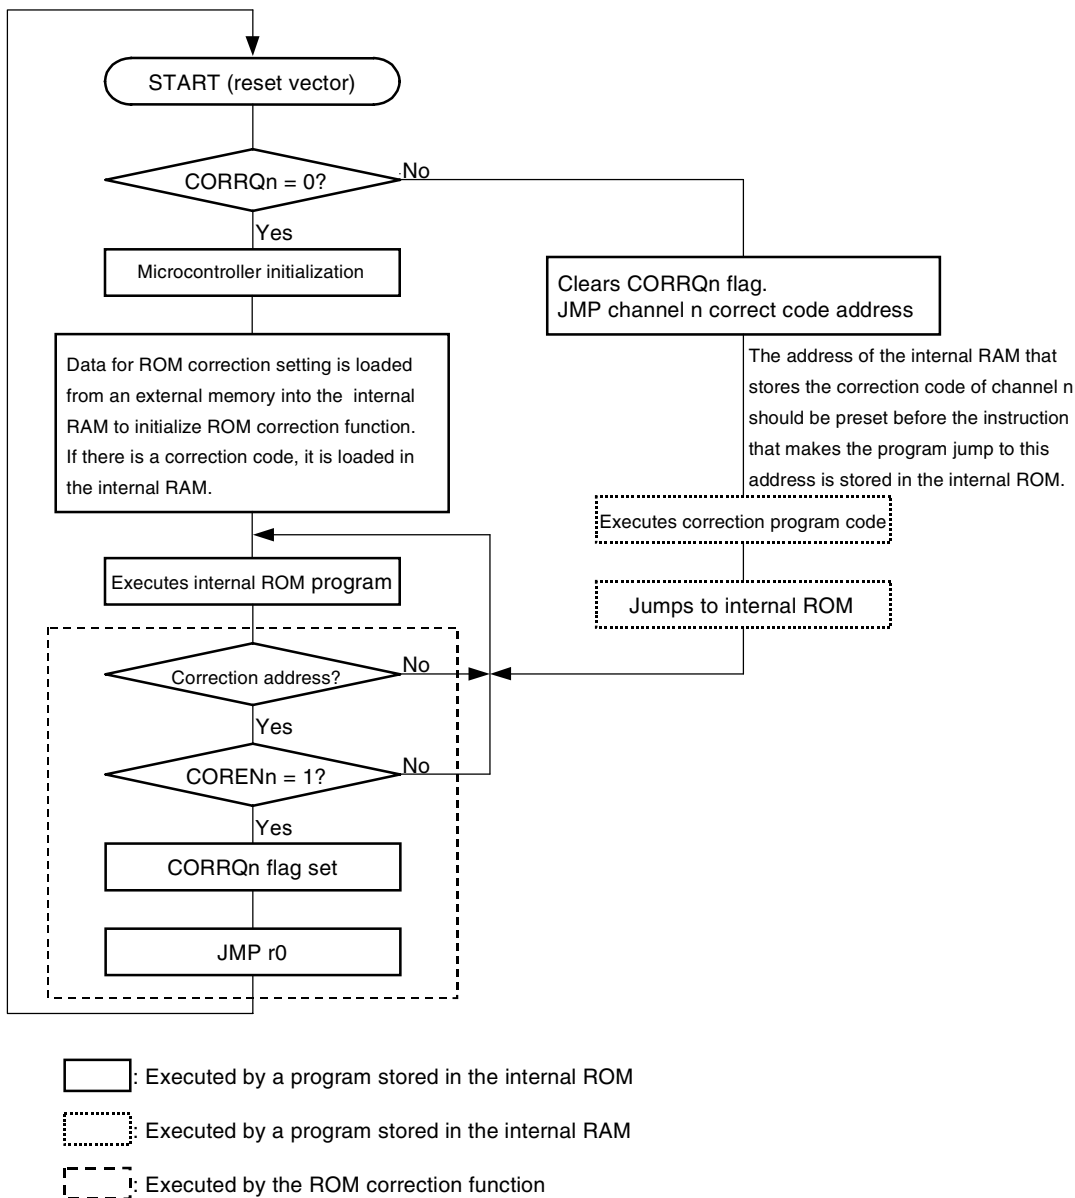 START (reset vector)
CORRQn = 0?
No
Yes
Microcontroller initialization
Clears CORRQn flag.
JMP channel n correct code address
Data for ROM correction setting is loaded
from an external memory into the internal
RAM to initialize ROM correction function.
If there is a correction code, it is loaded in
the internal RAM.
The address of the internal RAM that
stores the correction code of channel n
should be preset before the instruction
that makes the program jump to this
address is stored in the internal ROM.
Executes correction program code
Jumps to internal ROM
Executes internal ROM program
Correction address?
No
Yes
CORENn = 1?
No
Yes
CORRQn flag set
JMP r0
: Executed by a program stored in the internal ROM
: Executed by a program stored in the internal RAM
: Executed by the ROM correction function